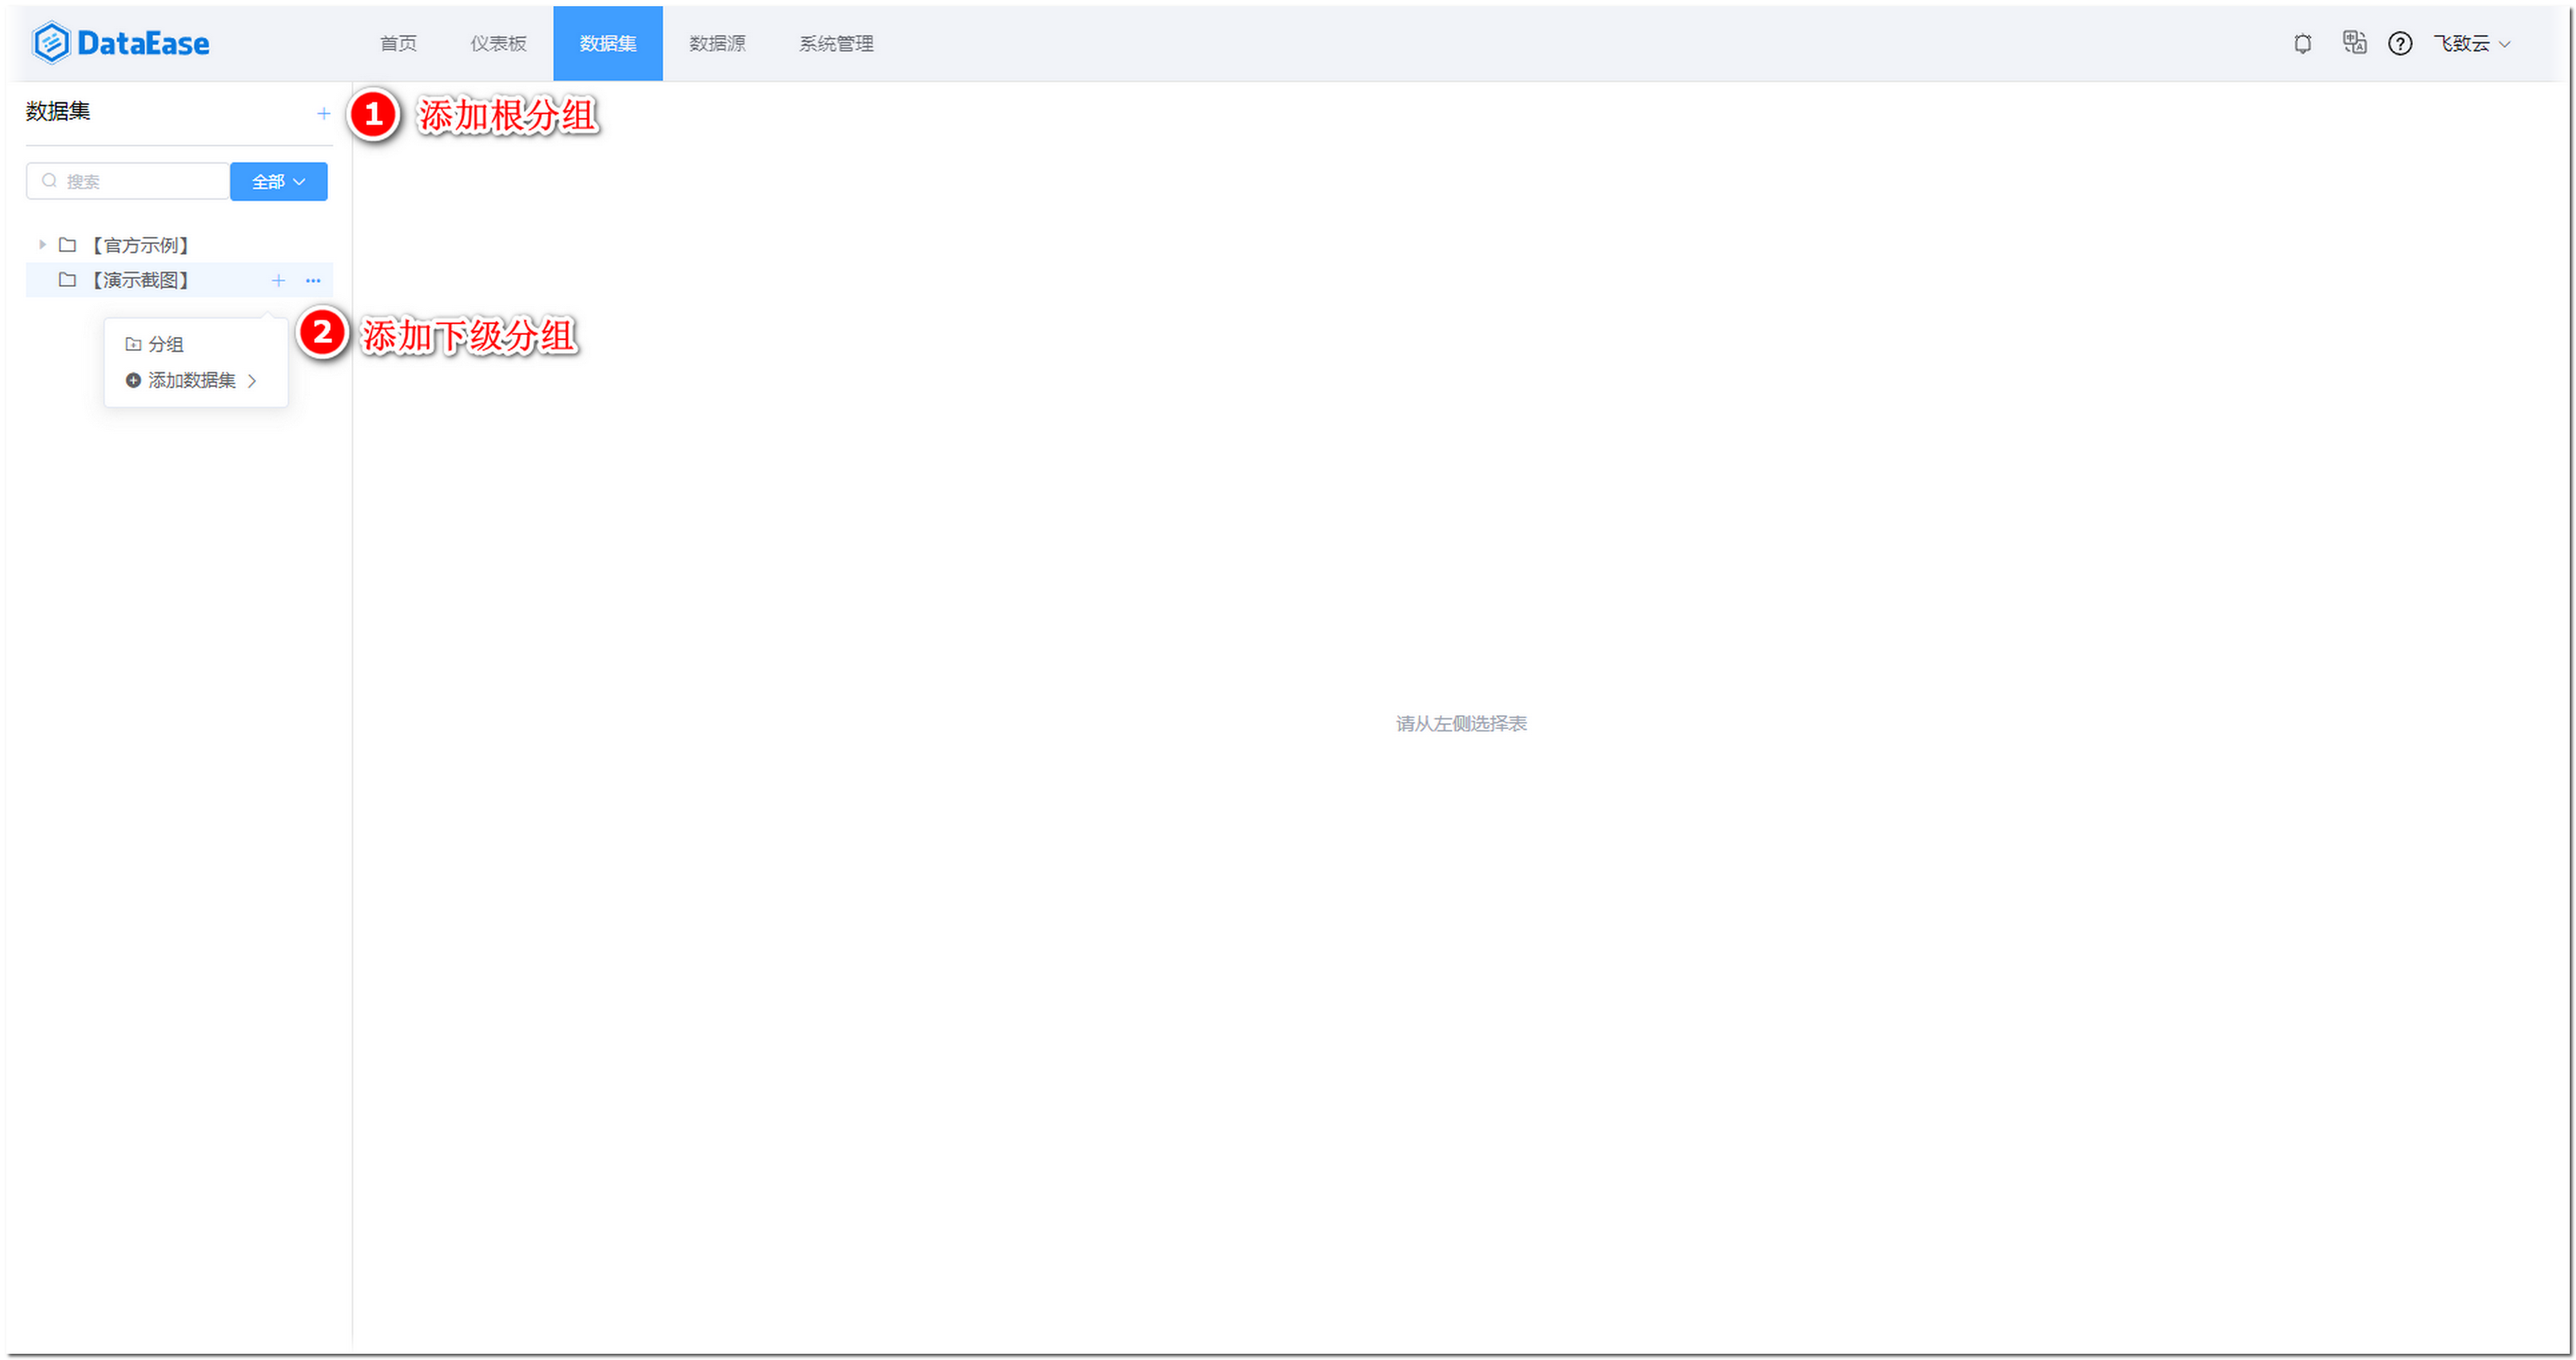 DataEase 首页 仪表板 数据集 数据源 系统管理 飞致云
数据集 + 1 添加根分组
搜索 全部
【官方示例】
【演示截图】 + ...
2 添加下级分组
分组
添加数据集 >
请从左侧选择表